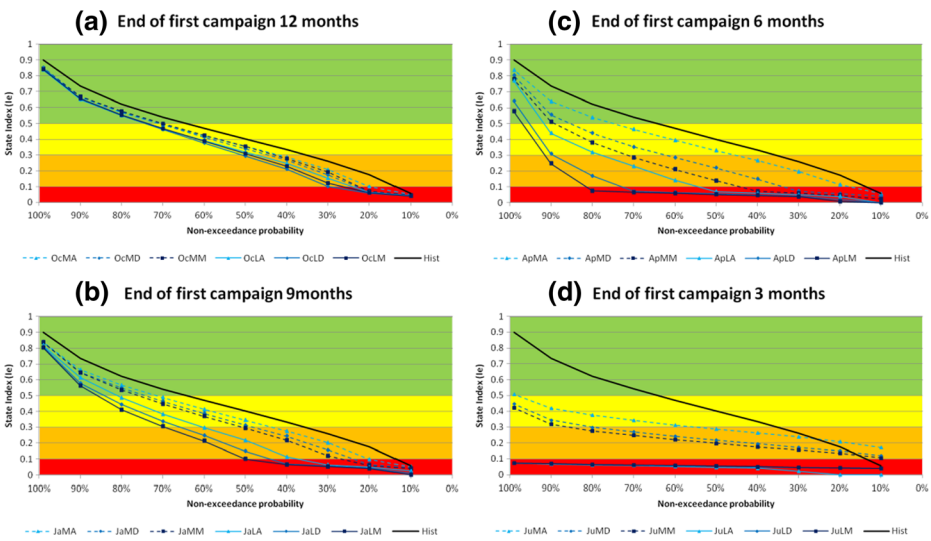 (a) End of first campaign 12 months
State Index (Ie)
1
0.9
0.8
0.7
0.6
0.5
0.4
0.3
0.2
0.1
0
100% 90% 80% 70% 60% 50% 40% 30% 20% 10% 0%
Non-exceedance probability
OcMA OcMD OcMM OcLA OcLD OcLM Hist
(c) End of first campaign 6 months
State Index (Ie)
1
0.9
0.8
0.7
0.6
0.5
0.4
0.3
0.2
0.1
0
100% 90% 80% 70% 60% 50% 40% 30% 20% 10% 0%
Non-exceedance probability
ApMA ApMD ApMM ApLA ApLD ApLM Hist
(b) End of first campaign 9months
State Index (Ie)
1
0.9
0.8
0.7
0.6
0.5
0.4
0.3
0.2
0.1
0
100% 90% 80% 70% 60% 50% 40% 30% 20% 10% 0%
Non-exceedance probability
JaMA JaMD JaMM JaLA JaLD JaLM Hist
(d) End of first campaign 3 months
State Index (Ie)
1
0.9
0.8
0.7
0.6
0.5
0.4
0.3
0.2
0.1
0
100% 90% 80% 70% 60% 50% 40% 30% 20% 10% 0%
Non-exceedance probability
JuMA JuMD JuMM JuLA JuLD JuLM Hist